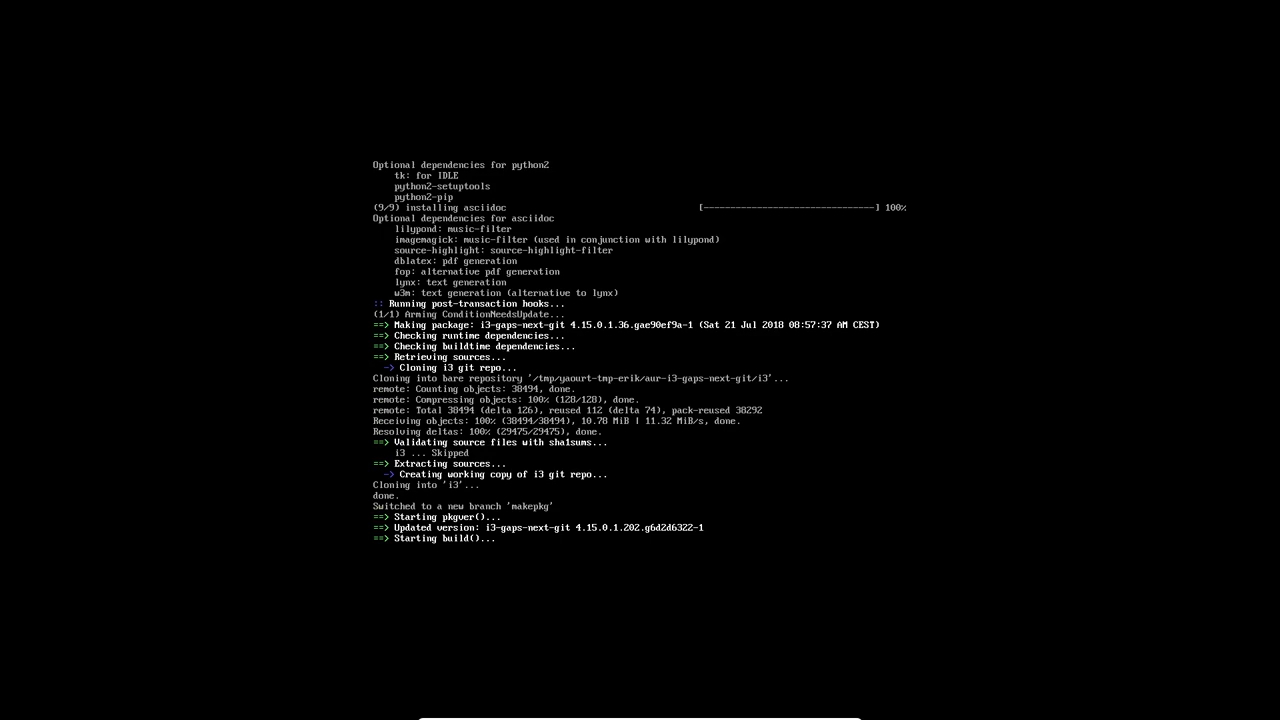 Optional dependencies for python2
tk: for IDLE
python2-setuptools
python2-pip
(9/9) installing asciidoc [--------------------------------] 100%
Optional dependencies for asciidoc
lilypond: music-filter
imagemagick: music-filter (used in conjunction with lilypond)
source-highlight: source-highlight-filter
dblatex: pdf generation
fop: alternative pdf generation
lynx: text generation
w3m: text generation (alternative to lynx)
:: Running post-transaction hooks...
(1/1) Arming ConditionNeedsUpdate...
==> Making package: i3-gaps-next-git 4.15.0.1.36.gae90ef9a-1 (Sat 21 Jul 2018 08:57:37 AM CEST)
==> Checking runtime dependencies...
==> Checking buildtime dependencies...
==> Retrieving sources...
-> Cloning i3 git repo...
Cloning into bare repository '/tmp/yaourt-tmp-erik/aur-i3-gaps-next-git/i3'...
remote: Counting objects: 38494, done.
remote: Compressing objects: 100% (128/128), done.
remote: Total 38494 (delta 126), reused 112 (delta 74), pack-reused 38292
Receiving objects: 100% (38494/38494), 10.78 MiB | 11.32 MiB/s, done.
Resolving deltas: 100% (29475/29475), done.
==> Validating source files with sha1sums...
i3 ... Skipped
==> Extracting sources...
-> Creating working copy of i3 git repo...
Cloning into 'i3'...
done.
Switched to a new branch 'makepkg'
==> Starting pkgver()...
==> Updated version: i3-gaps-next-git 4.15.0.1.202.g6d2d6322-1
==> Starting build()...